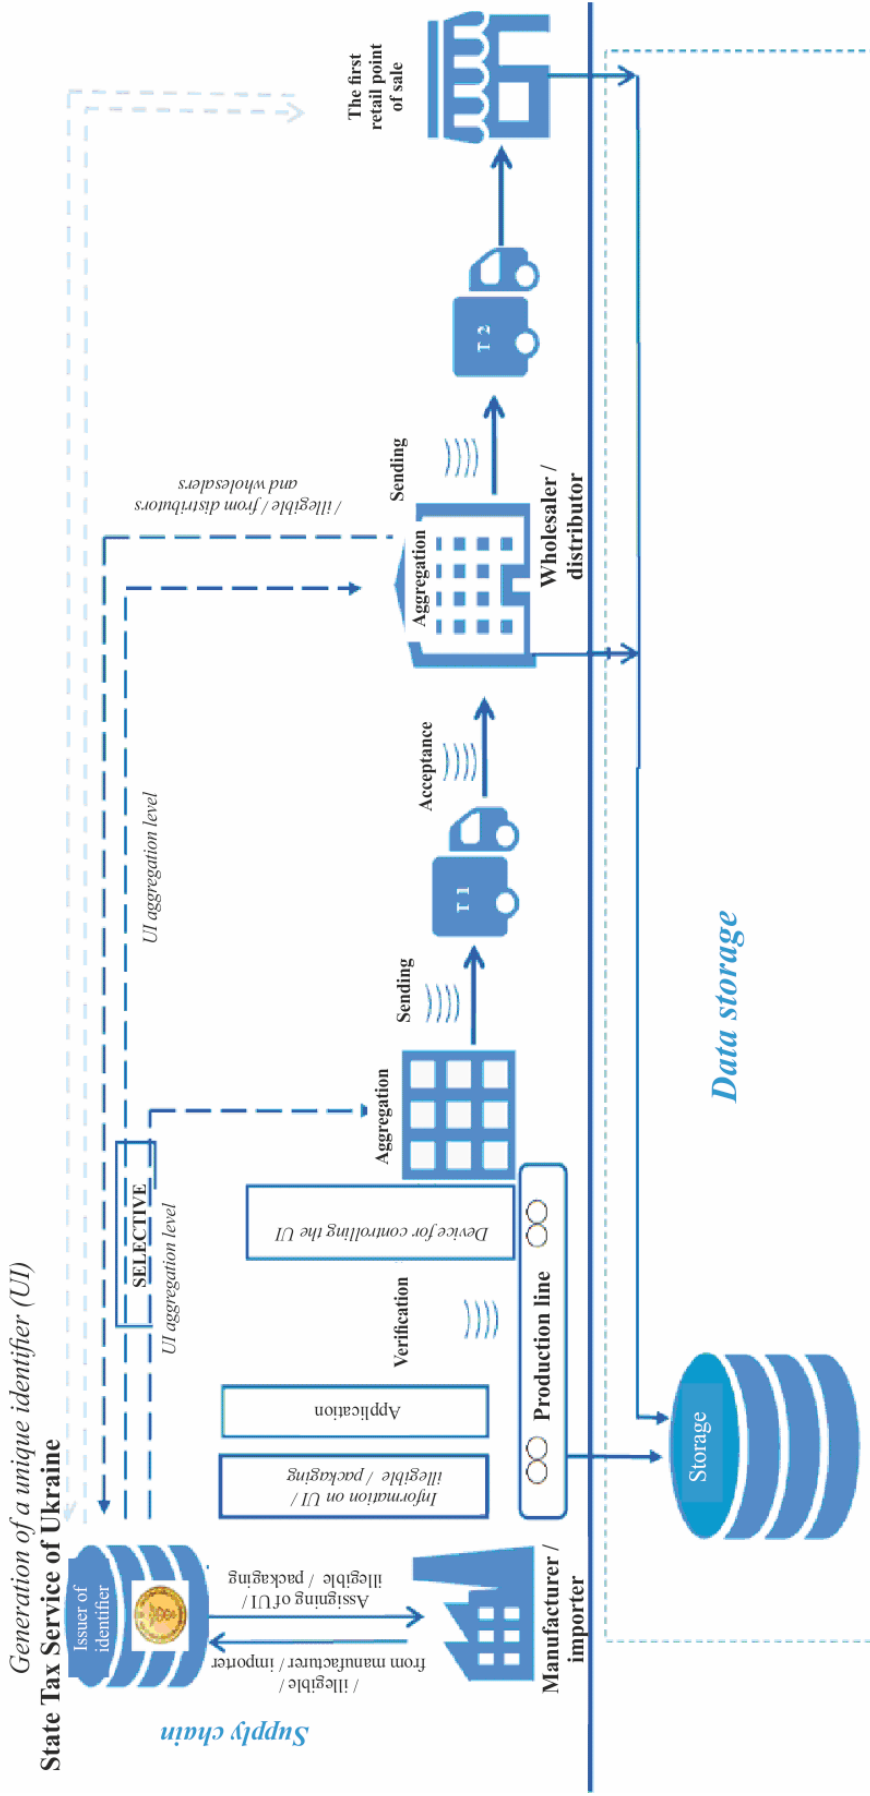 Generation of a unique identifier (UI)
State Tax Service of Ukraine
Issuer of
identifier
Supply chain
/ illegible /
from manufacturer / importer
Assigning of UI /
illegible / packaging
Manufacturer /
importer
Information on UI /
illegible / packaging
Application
Verification
Device for controlling the UI
Production line
SELECTIVE
UI aggregation level
UI aggregation level
Aggregation
Sending
T 1
Acceptance
/ illegible / from distributors
and wholesalers
Aggregation
Wholesaler /
distributor
Sending
T 2
The first
retail point
of sale
Data storage
Storage